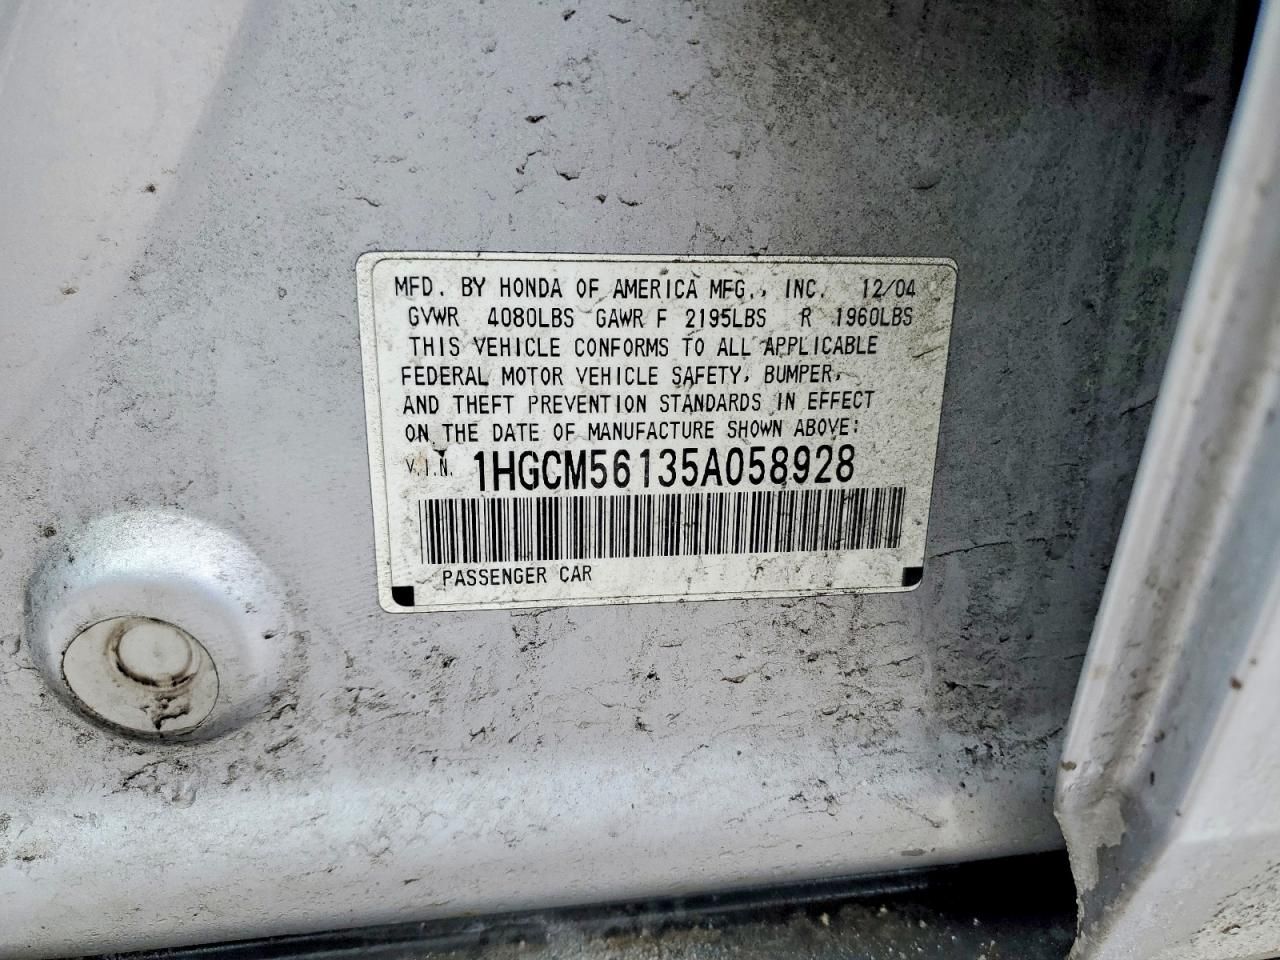 MFD. BY HONDA OF AMERICA MFG., INC. 12/04
GVWR 4080LBS GAWR F 2195LBS R 1960LBS
THIS VEHICLE CONFORMS TO ALL APPLICABLE
FEDERAL MOTOR VEHICLE SAFETY, BUMPER,
AND THEFT PREVENTION STANDARDS IN EFFECT
ON THE DATE OF MANUFACTURE SHOWN ABOVE:
V.I.N. 1HGCM56135A058928
PASSENGER CAR